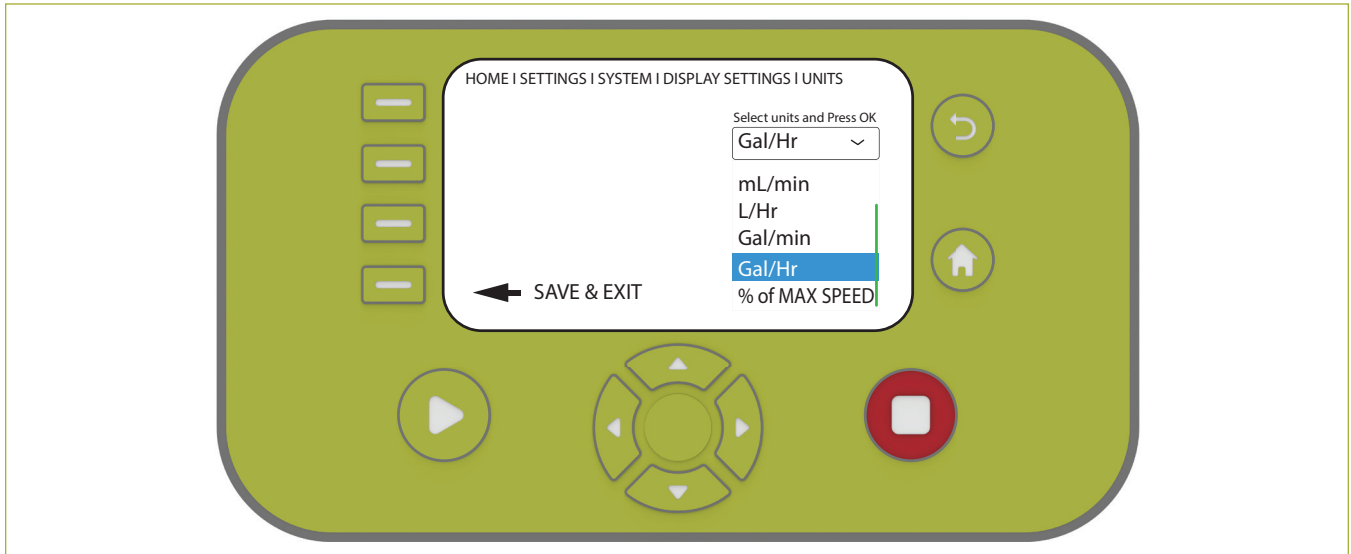 HOME I SETTINGS I SYSTEM I DISPLAY SETTINGS I UNITS
Select units and Press OK
Gal/Hr
mL/min
L/Hr
Gal/min
Gal/Hr
% of MAX SPEED
SAVE & EXIT